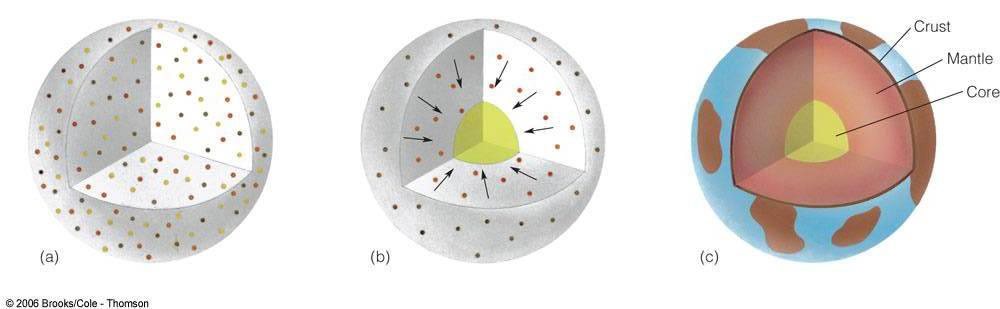 Crust
Mantle
Core
(a)
(b)
(c)
© 2006 Brooks/Cole - Thomson